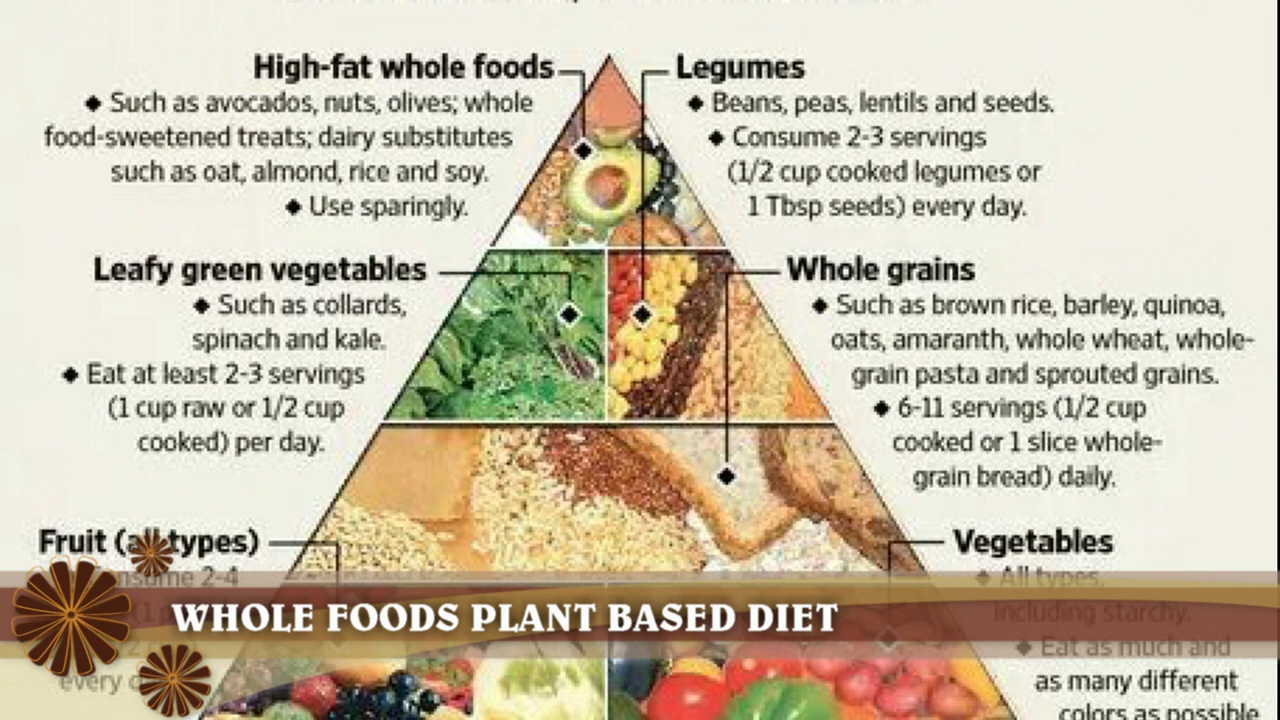 High-fat whole foods
◆ Such as avocados, nuts, olives; whole
food-sweetened treats; dairy substitutes
such as oat, almond, rice and soy.
◆ Use sparingly.
Legumes
◆ Beans, peas, lentils and seeds.
◆ Consume 2-3 servings
(1/2 cup cooked legumes or
1 Tbsp seeds) every day.
Leafy green vegetables
◆ Such as collards,
spinach and kale.
◆ Eat at least 2-3 servings
(1 cup raw or 1/2 cup
cooked) per day.
Whole grains
◆ Such as brown rice, barley, quinoa,
oats, amaranth, whole wheat, whole-
grain pasta and sprouted grains.
◆ 6-11 servings (1/2 cup
cooked or 1 slice whole-
grain bread) daily.
Fruit (all types)
2-4
every
Vegetables
◆ All types,
including starchy.
◆ Eat as much and
as many different
colors as possible
WHOLE FOODS PLANT BASED DIET